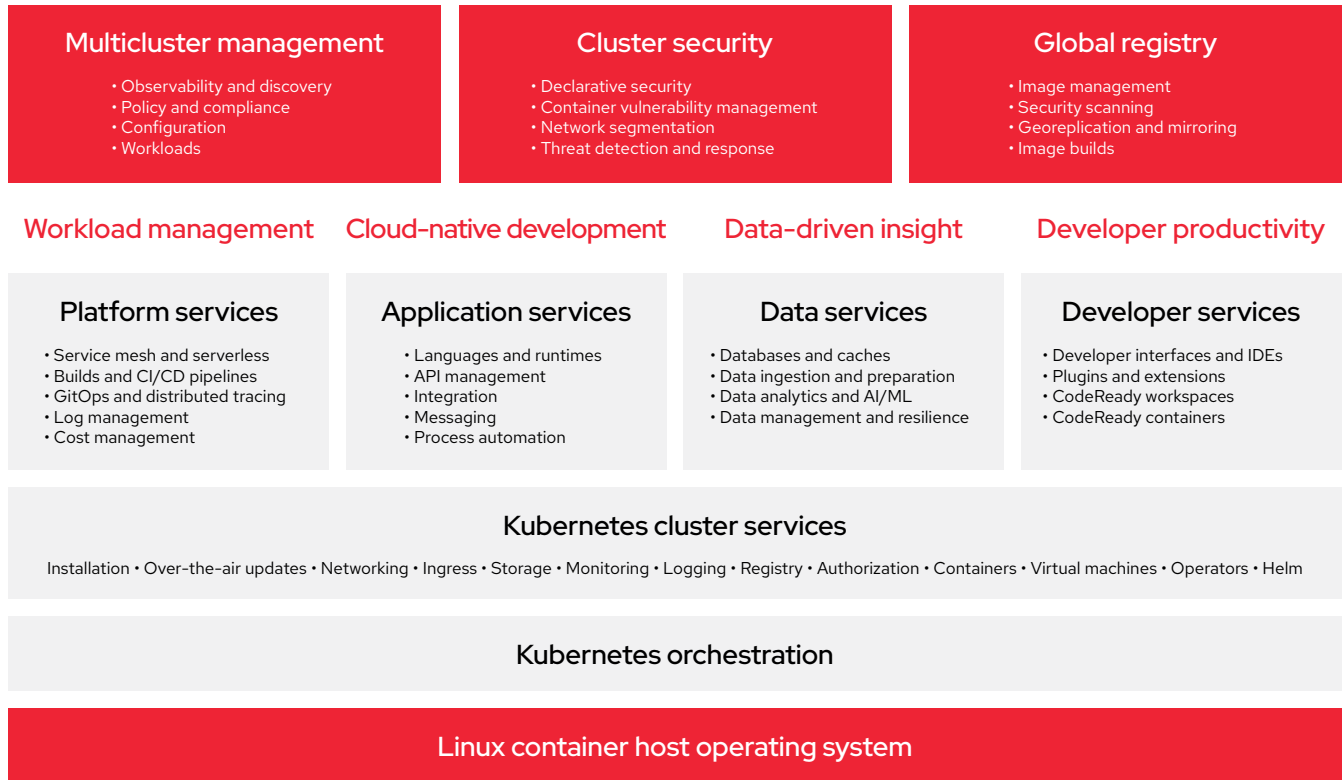 Multicluster management
• Observability and discovery
• Policy and compliance
• Configuration
• Workloads
Cluster security
• Declarative security
• Container vulnerability management
• Network segmentation
• Threat detection and response
Global registry
• Image management
• Security scanning
• Georeplication and mirroring
• Image builds
Workload management
Cloud-native development
Data-driven insight
Developer productivity
Platform services
• Service mesh and serverless
• Builds and CI/CD pipelines
• GitOps and distributed tracing
• Log management
• Cost management
Application services
• Languages and runtimes
• API management
• Integration
• Messaging
• Process automation
Data services
• Databases and caches
• Data ingestion and preparation
• Data analytics and AI/ML
• Data management and resilience
Developer services
• Developer interfaces and IDEs
• Plugins and extensions
• CodeReady workspaces
• CodeReady containers
Kubernetes cluster services
Installation • Over-the-air updates • Networking • Ingress • Storage • Monitoring • Logging • Registry • Authorization • Containers • Virtual machines • Operators • Helm
Kubernetes orchestration
Linux container host operating system